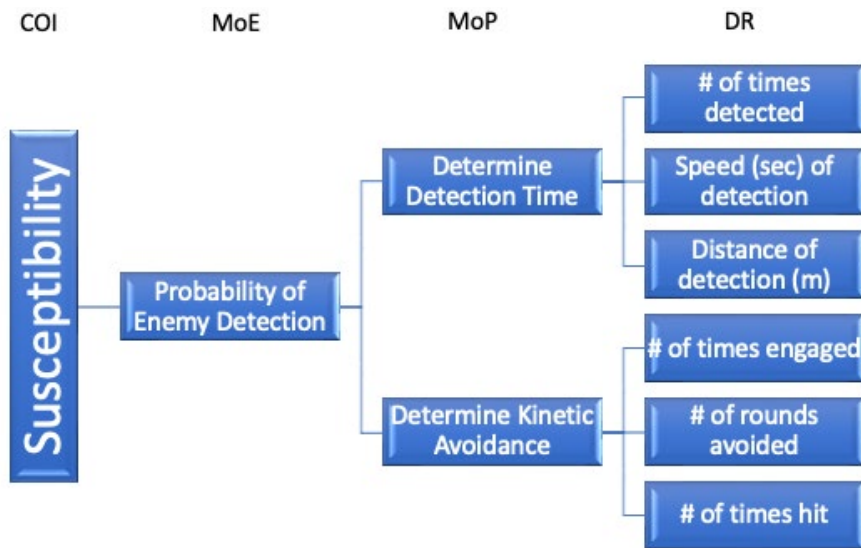 COI
MoE
MoP
DR
Susceptibility
Probability of
Enemy Detection
Determine
Detection Time
Determine Kinetic
Avoidance
# of times
detected
Speed (sec) of
detection
Distance of
detection (m)
# of times engaged
# of rounds
avoided
# of times hit